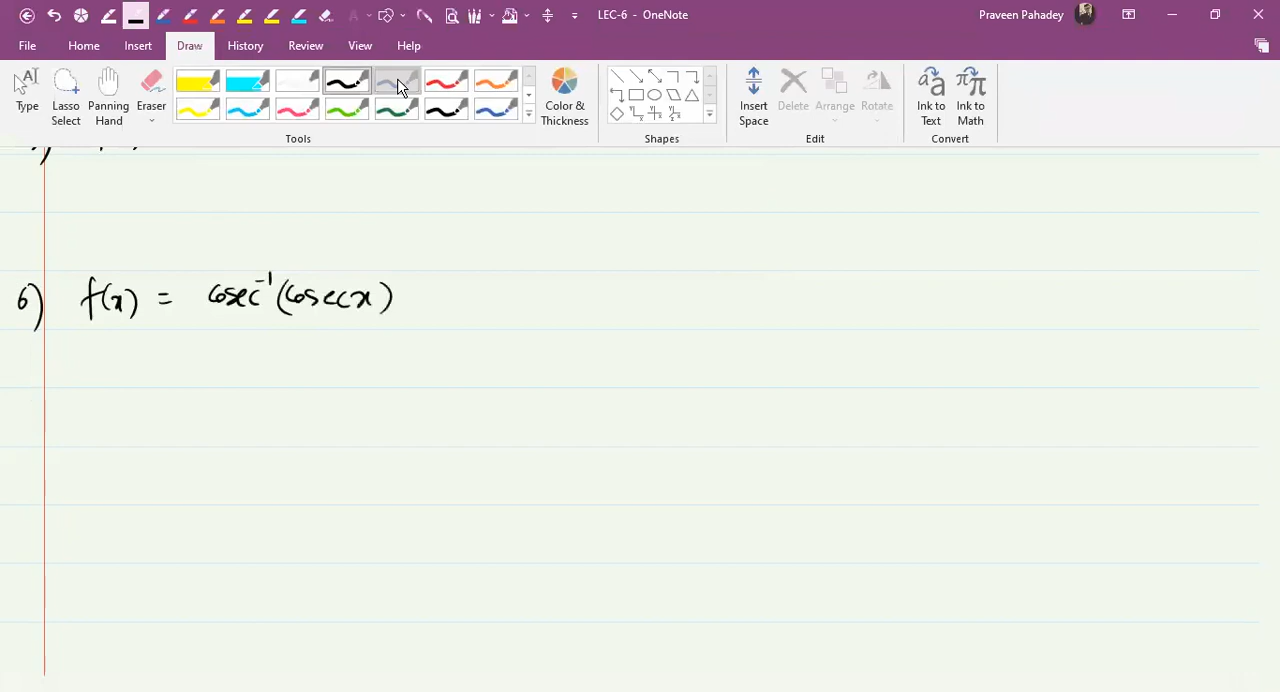 LEC-6 - OneNote
Praveen Pahadey
File Home Insert Draw History Review View Help
Type
Lasso Select
Panning Hand
Eraser
Color & Thickness
Insert Space
Delete
Arrange
Rotate
Ink to Text
Ink to Math
Tools
Shapes
Edit
Convert
6) f(x) = cosec⁻¹(cosecx)